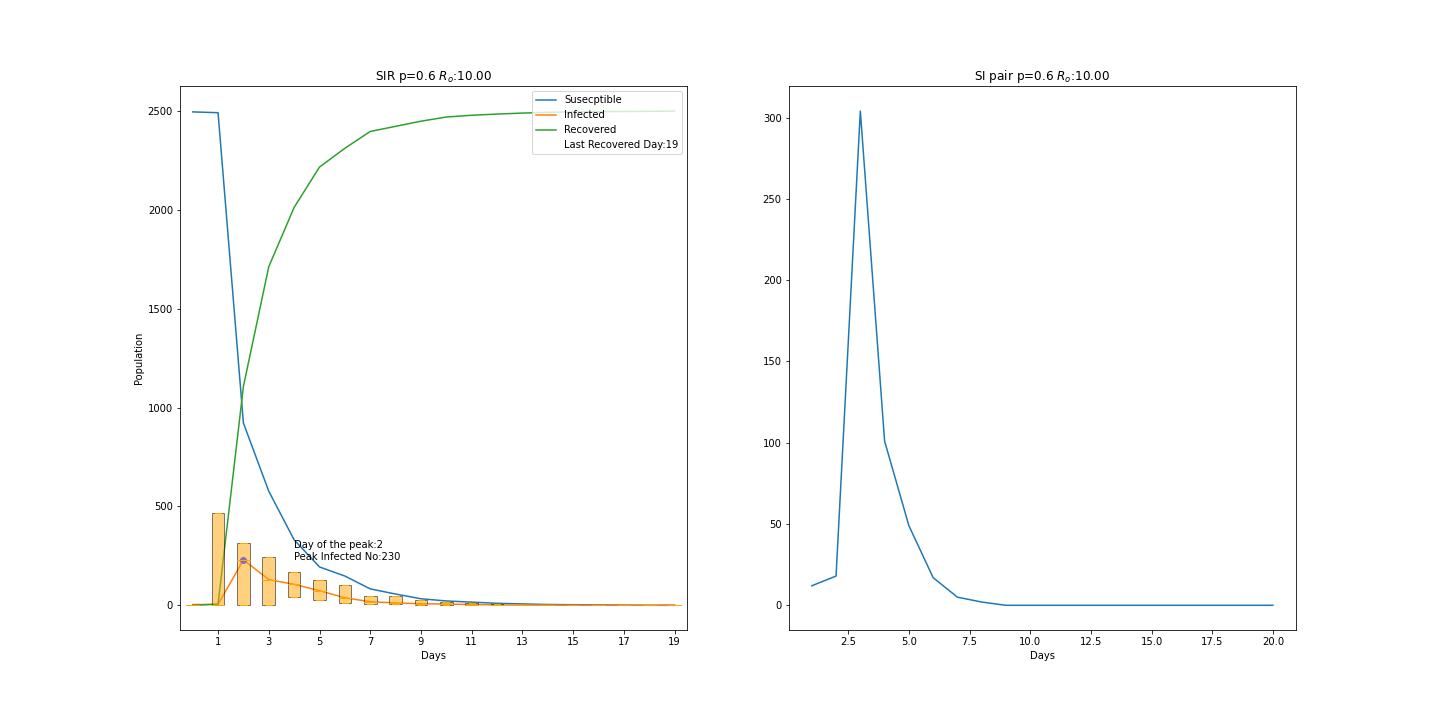 SIR p=0.6 Rₒ:10.00
Susecptible
Infected
Recovered
Last Recovered Day:19
2500
2000
1500
1000
500
0
Population
Day of the peak:2
Peak Infected No:230
1 3 5 7 9 11 13 15 17 19
Days
SI pair p=0.6 Rₒ:10.00
300
250
200
150
100
50
0
2.5 5.0 7.5 10.0 12.5 15.0 17.5 20.0
Days